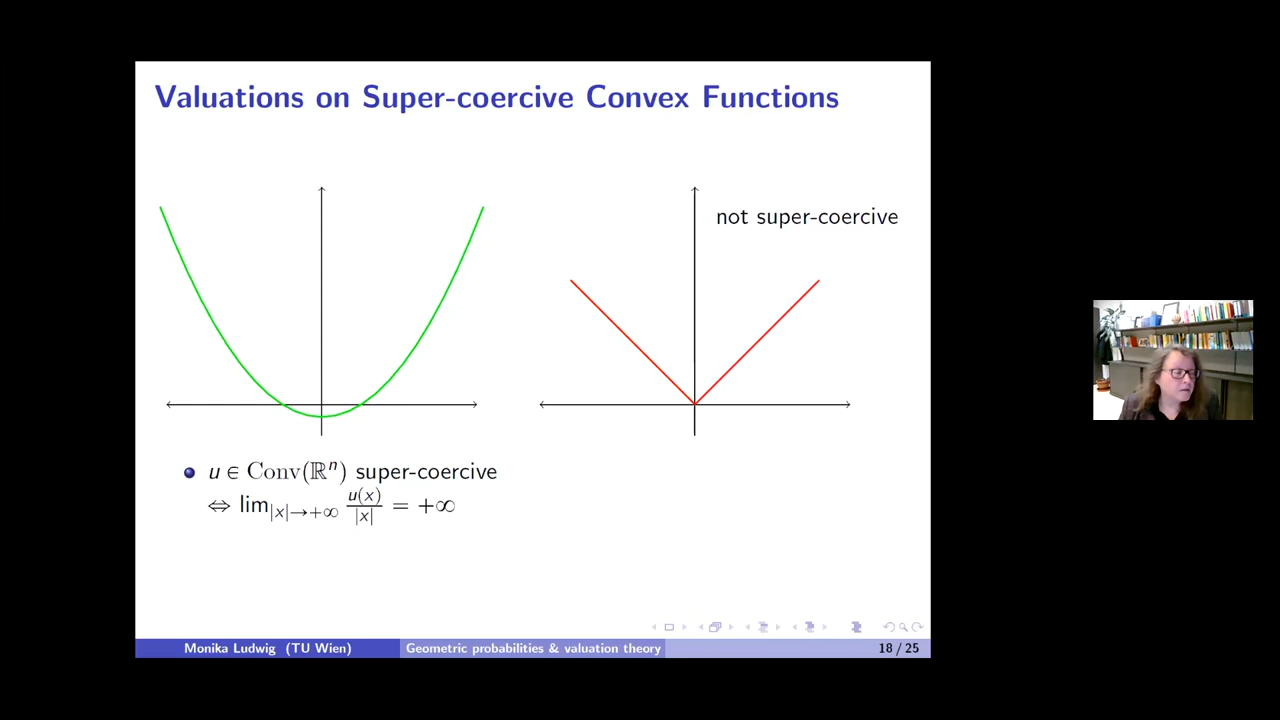 Valuations on Super-coercive Convex Functions
not super-coercive
u ∈ Conv(ℝⁿ) super-coercive
⇔ lim|x|→+∞ u(x)/|x| = +∞
Monika Ludwig (TU Wien) Geometric probabilities & valuation theory 18 / 25